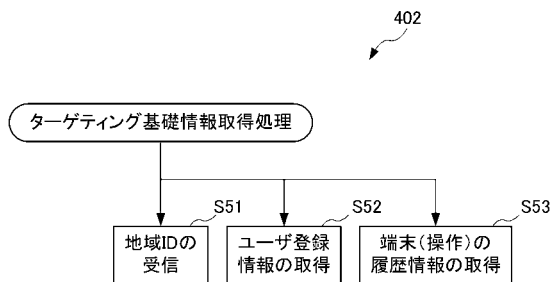 402
ターゲティング基礎情報取得処理
S51
S52
S53
地域IDの
受信
ユーザ登録
情報の取得
端末(操作)の
履歴情報の取得